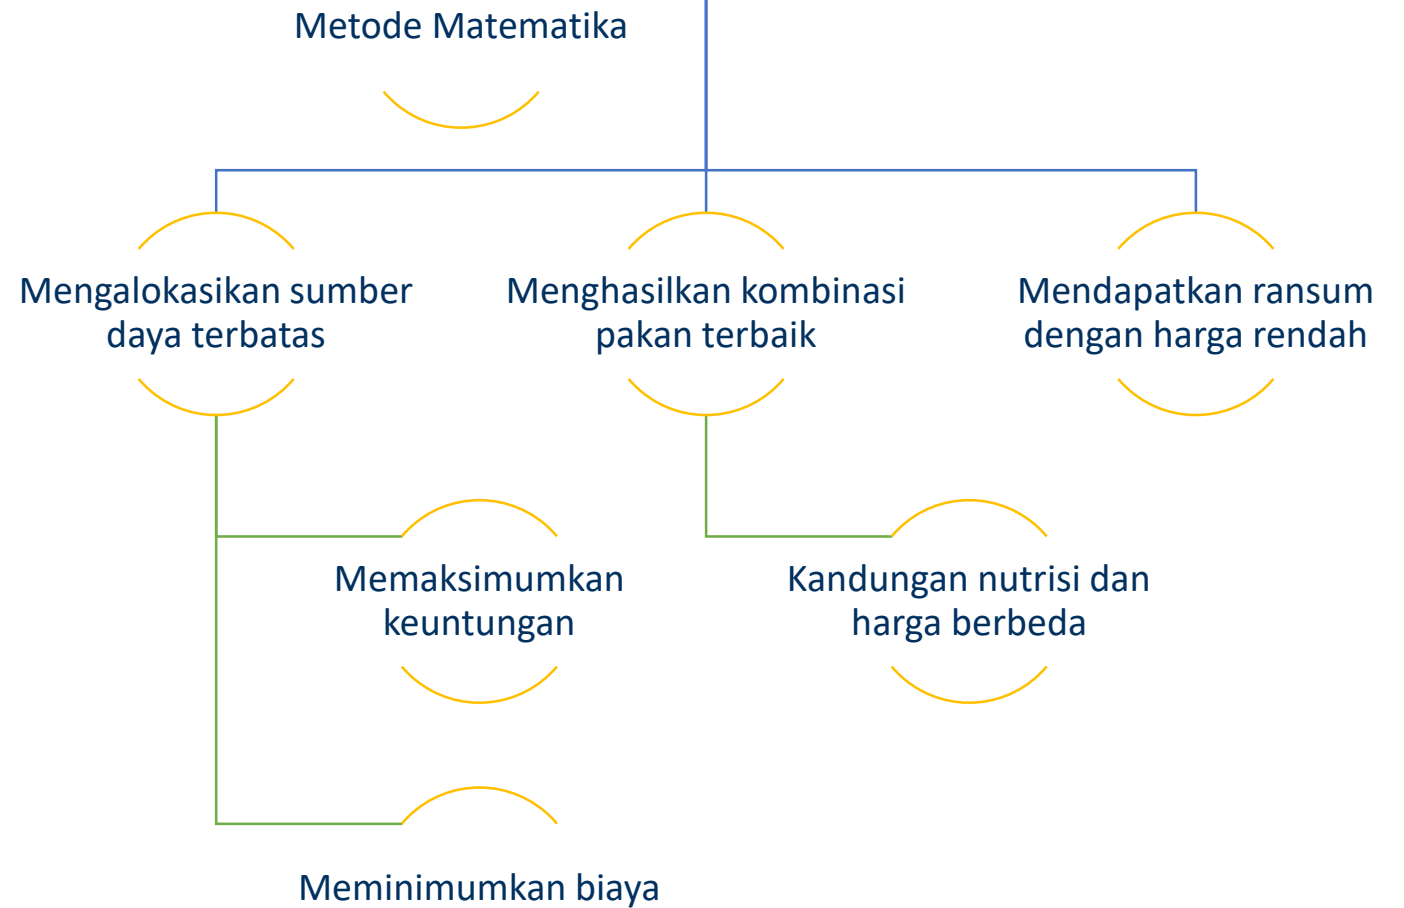 Metode Matematika
Mengalokasikan sumber
daya terbatas
Menghasilkan kombinasi
pakan terbaik
Mendapatkan ransum
dengan harga rendah
Memaksimumkan
keuntungan
Kandungan nutrisi dan
harga berbeda
Meminimumkan biaya